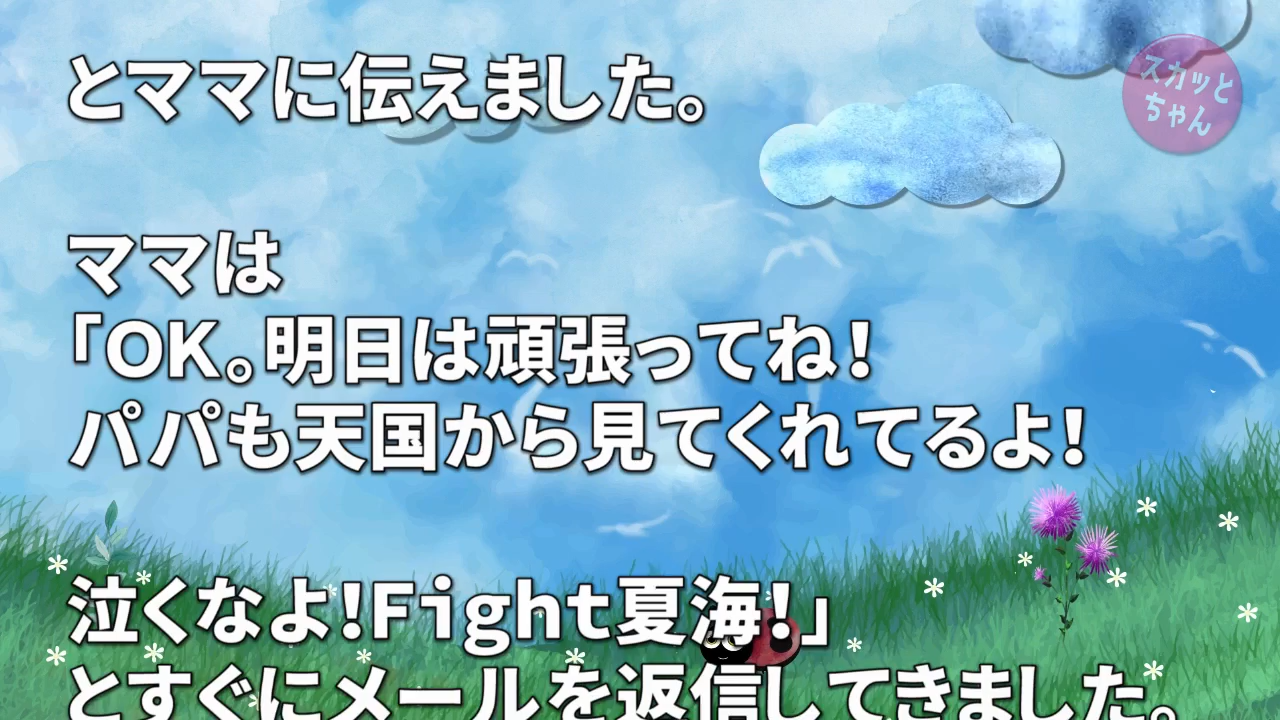 とママに伝えました。
スカッと
ちゃん
ママは
「OK。明日は頑張ってね！
パパも天国から見てくれてるよ！
泣くなよ！Fight夏海！」
とすぐにメールを返信してきました。